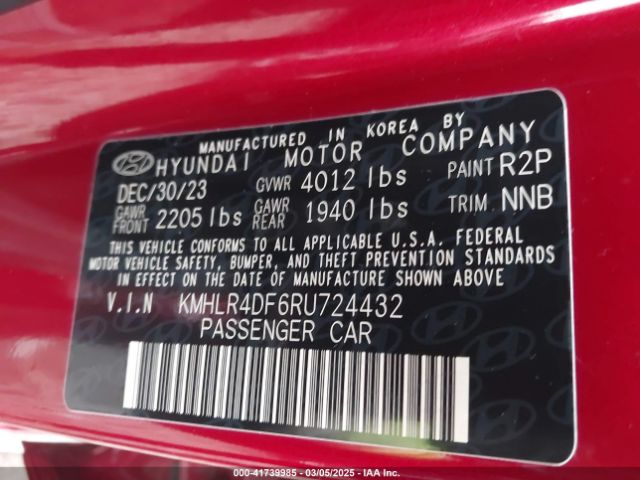 MANUFACTURED IN KOREA BY
HYUNDAI MOTOR COMPANY
DEC/30/23 GVWR 4012 lbs PAINT R2P
GAWR FRONT 2205 lbs GAWR REAR 1940 lbs TRIM NNB
THIS VEHICLE CONFORMS TO ALL APPLICABLE U.S.A. FEDERAL
MOTOR VEHICLE SAFETY, BUMPER, AND THEFT PREVENTION STANDARDS
IN EFFECT ON THE DATE OF MANUFACTURE SHOWN ABOVE
V.I.N KMHLR4DF6RU724432
PASSENGER CAR
000-41739985 - 03/05/2025 - IAA Inc.